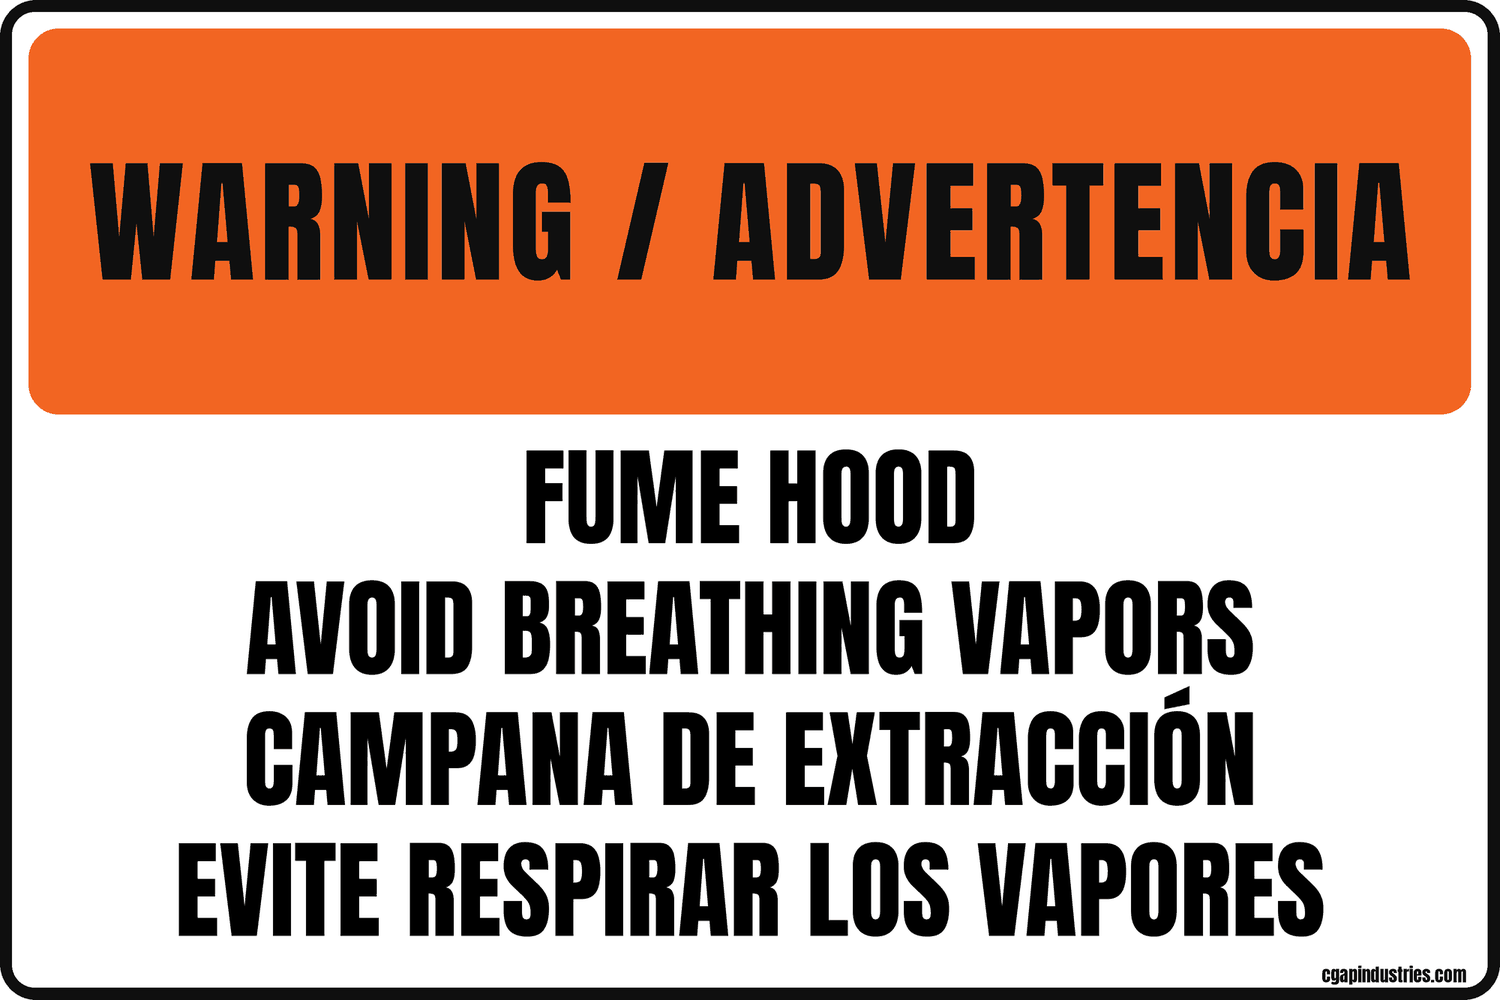 WARNING / ADVERTENCIA
FUME HOOD
AVOID BREATHING VAPORS
CAMPANA DE EXTRACCIÓN
EVITE RESPIRAR LOS VAPORES
cgapindustries.com